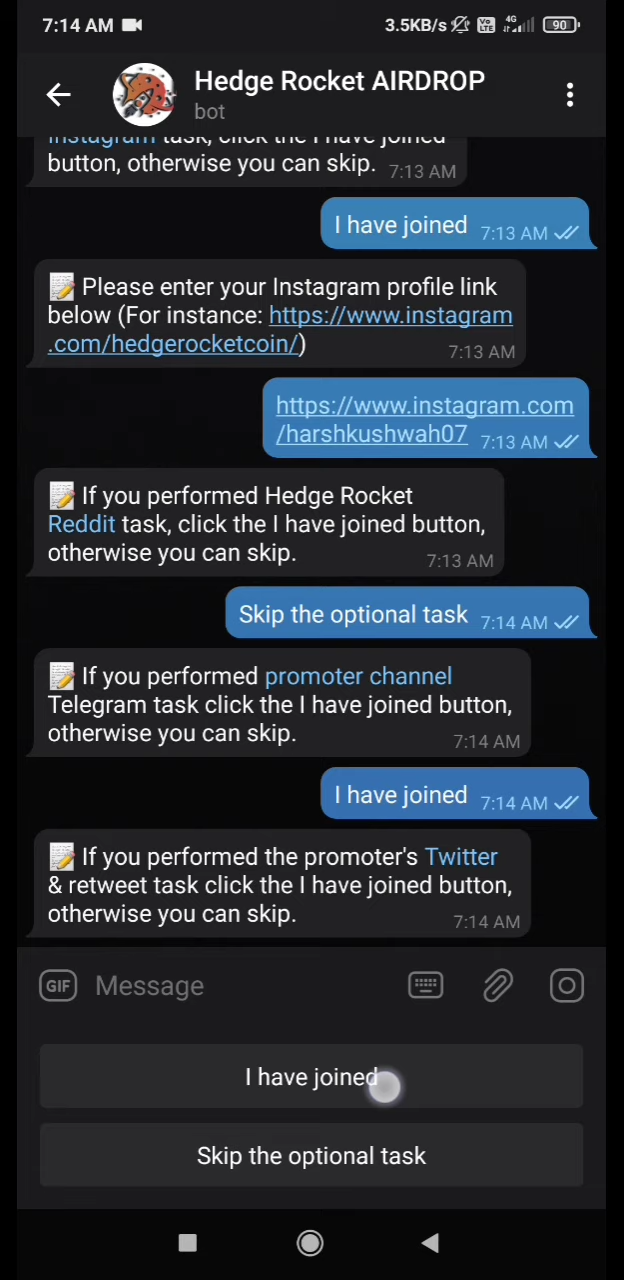 7:14 AM
3.5KB/s Vo LTE 4G 90
Hedge Rocket AIRDROP
bot
Instagram task, click the I have joined
button, otherwise you can skip. 7:13 AM
I have joined 7:13 AM
Please enter your Instagram profile link
below (For instance: https://www.instagram
.com/hedgerocketcoin/) 7:13 AM
https://www.instagram.com
/harshkushwah07 7:13 AM
If you performed Hedge Rocket
Reddit task, click the I have joined button,
otherwise you can skip. 7:13 AM
Skip the optional task 7:14 AM
If you performed promoter channel
Telegram task click the I have joined button,
otherwise you can skip. 7:14 AM
I have joined 7:14 AM
If you performed the promoter's Twitter
& retweet task click the I have joined button,
otherwise you can skip. 7:14 AM
GIF Message
I have joined
Skip the optional task